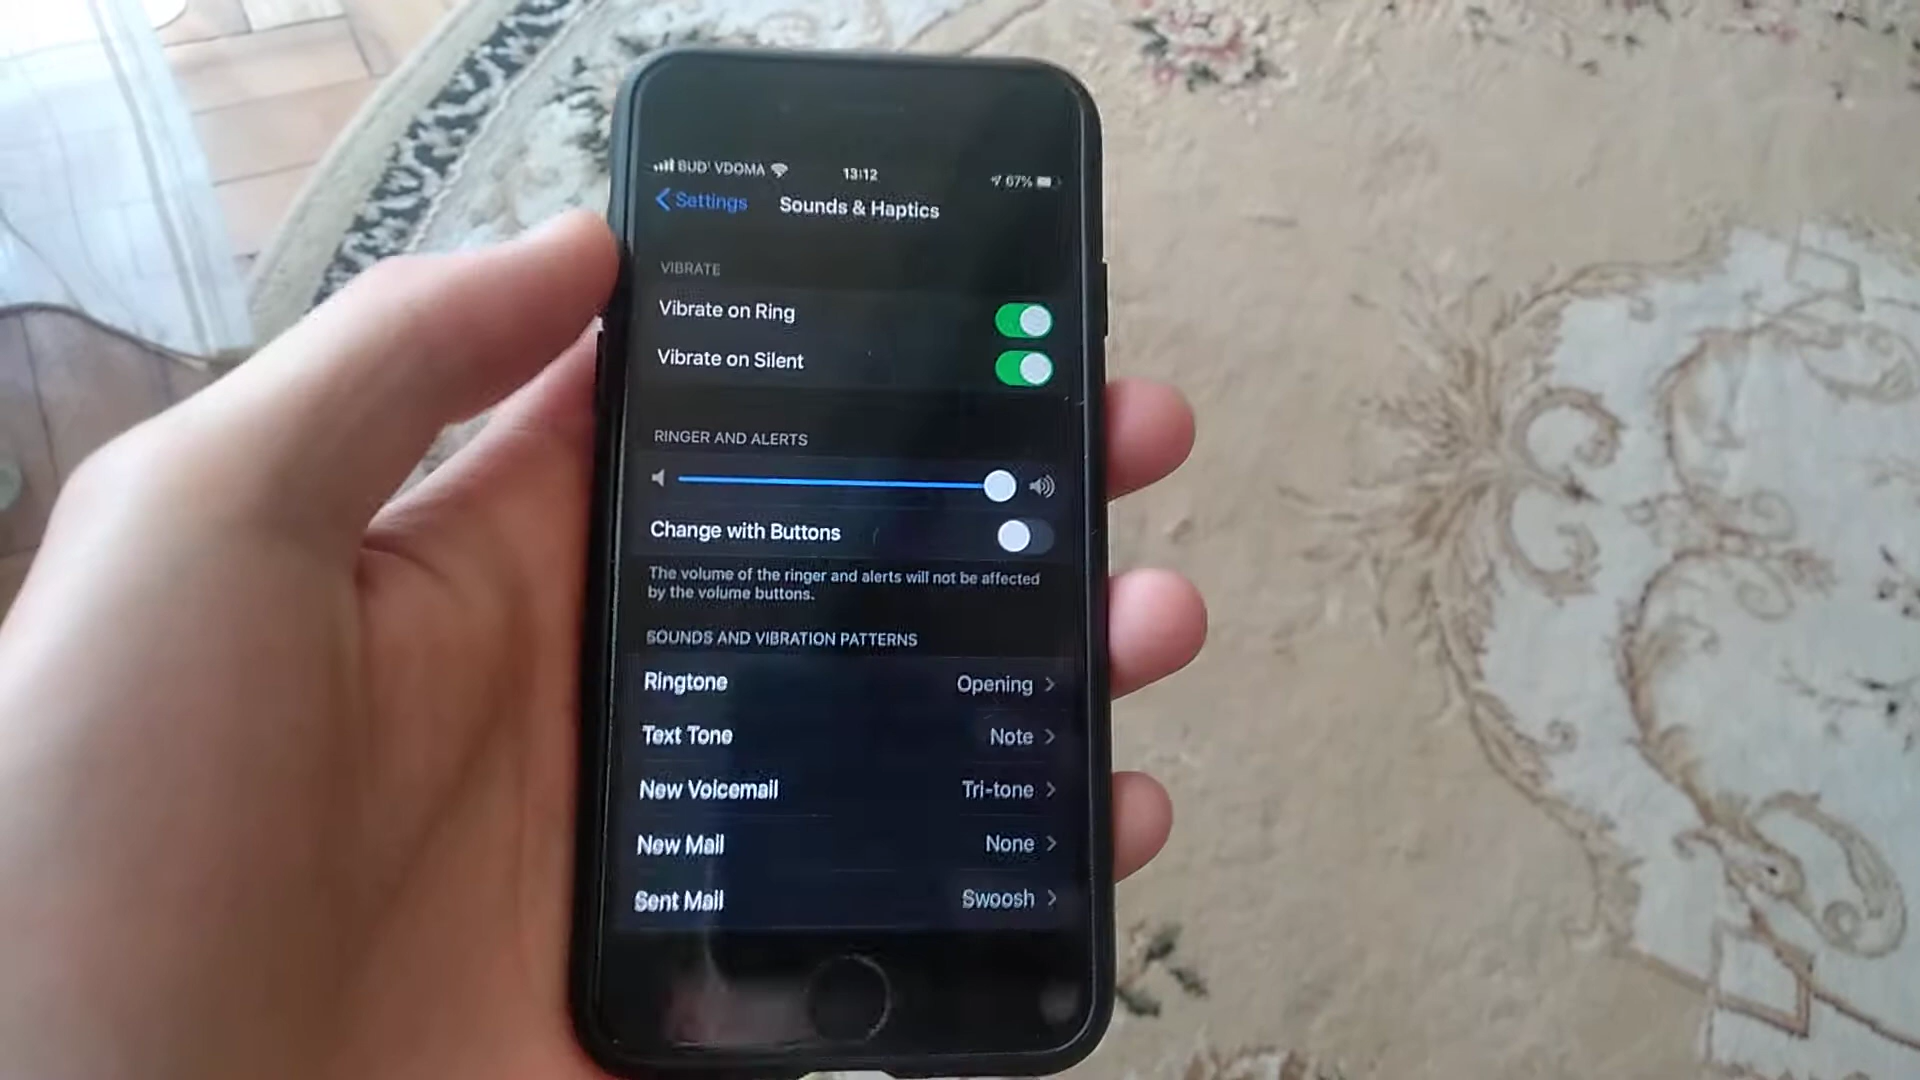 BUD' VDOMA 13:12 67%
Settings Sounds & Haptics
VIBRATE
Vibrate on Ring
Vibrate on Silent
RINGER AND ALERTS
Change with Buttons
The volume of the ringer and alerts will not be affected
by the volume buttons.
SOUNDS AND VIBRATION PATTERNS
Ringtone Opening
Text Tone Note
New Voicemail Tri-tone
New Mail None
Sent Mail Swoosh